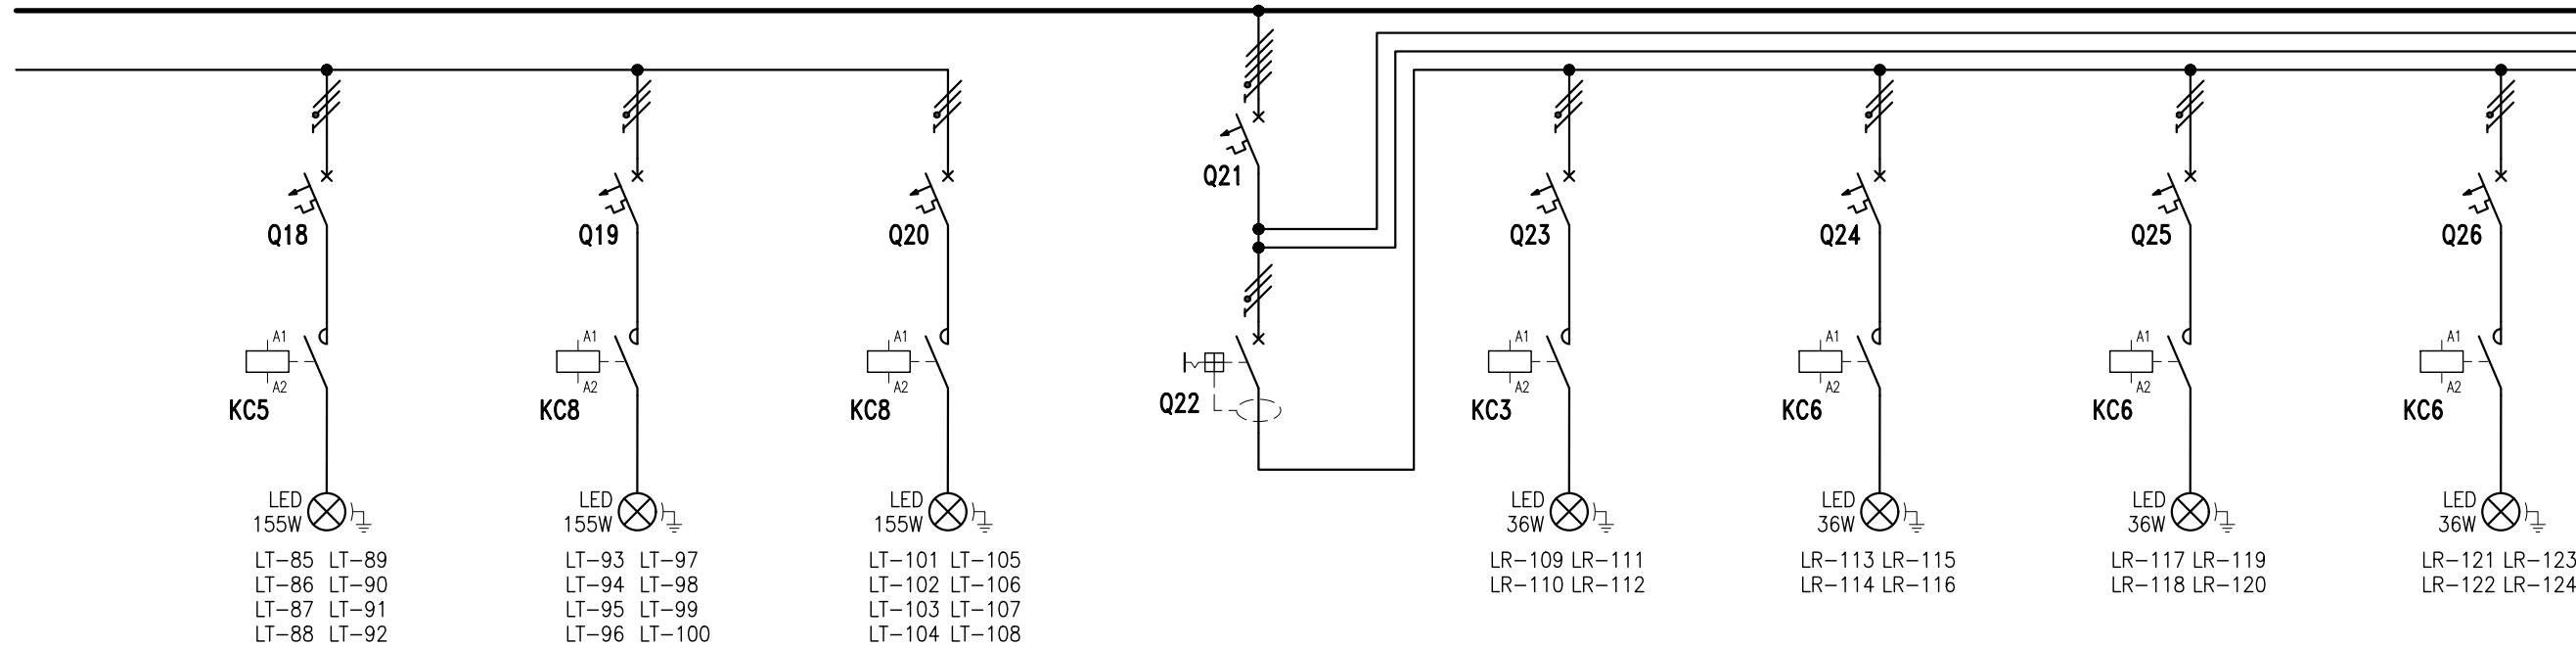 Q21
Q18 Q19 Q20 Q23 Q24 Q25 Q26
A1 A1 A1 A1 A1 A1 A1
A2 A2 A2 A2 A2 A2 A2
KC5 KC8 KC8 Q22 KC3 KC6 KC6 KC6
LED LED LED LED LED LED LED
155W 155W 155W 36W 36W 36W 36W
LT-85 LT-89 LT-93 LT-97 LT-101 LT-105 LR-109 LR-111 LR-113 LR-115 LR-117 LR-119 LR-121 LR-123
LT-86 LT-90 LT-94 LT-98 LT-102 LT-106 LR-110 LR-112 LR-114 LR-116 LR-118 LR-120 LR-122 LR-124
LT-87 LT-91 LT-95 LT-99 LT-103 LT-107
LT-88 LT-92 LT-96 LT-100 LT-104 LT-108